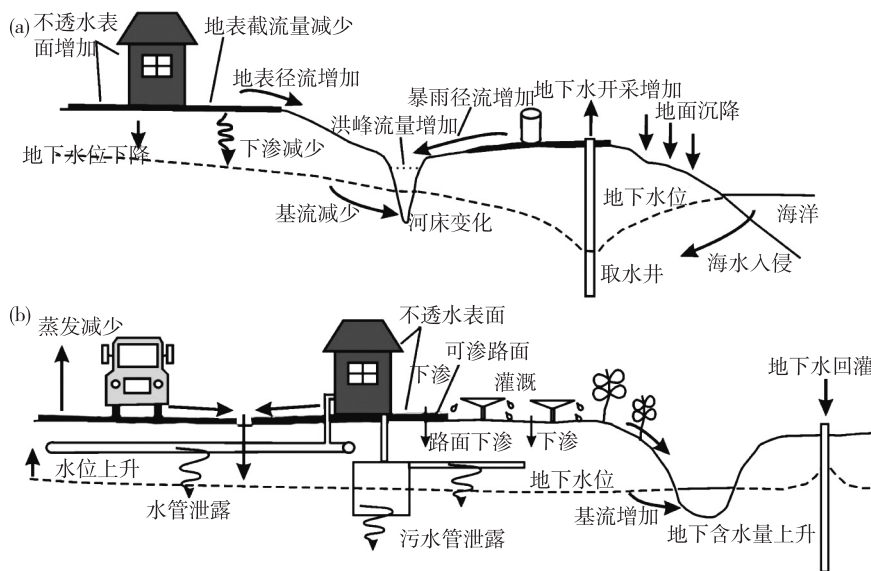 (a)
不透水表
面增加
地表截流量减少
地表径流增加
暴雨径流增加
地下水开采增加
地面沉降
洪峰流量增加
下渗减少
地下水位下降
地下水位
海洋
基流减少
河床变化
取水井
海水入侵
(b)
蒸发减少
不透水表面
可渗路面
下渗
灌溉
地下水回灌
路面下渗
下渗
水位上升
地下水位
水管泄露
基流增加
地下含水量上升
污水管泄露